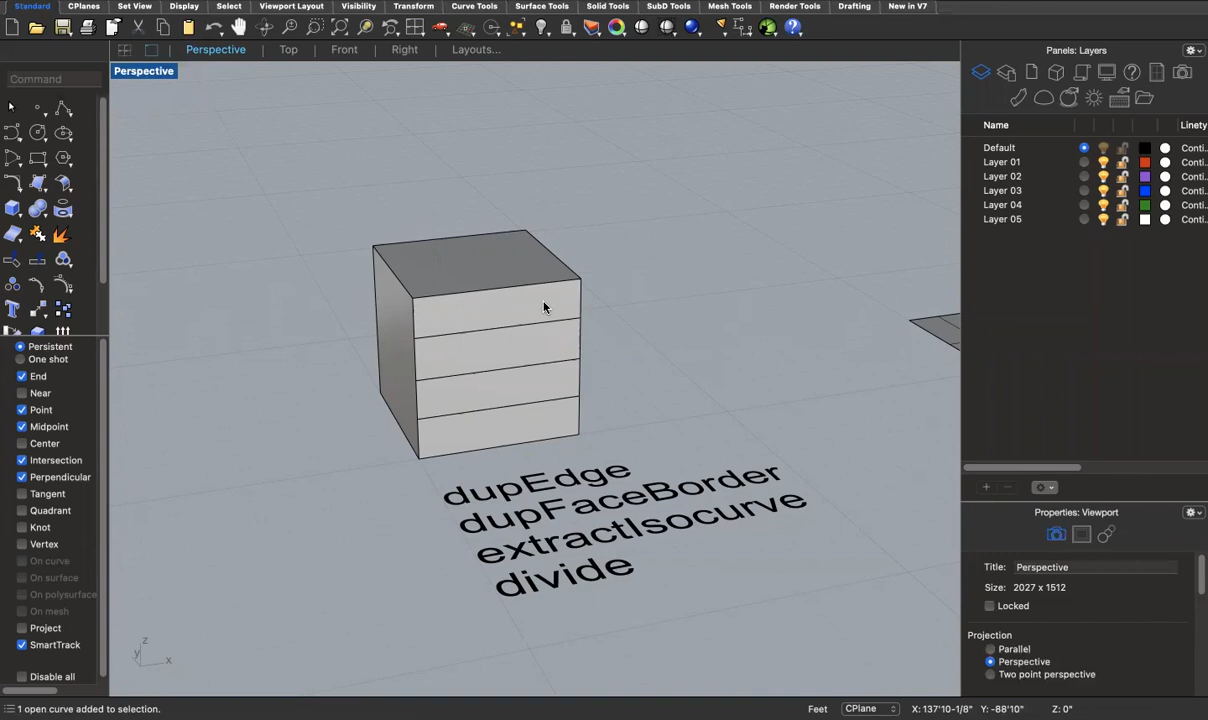 Standard CPlanes Set View Display Select Viewport Layout Visibility Transform Curve Tools Surface Tools Solid Tools SubD Tools Mesh Tools Render Tools Drafting New in V7
Perspective Top Front Right Layouts...
Perspective
Command
Persistent
One shot
End
Near
Point
Midpoint
Center
Intersection
Perpendicular
Tangent
Quadrant
Knot
Vertex
On curve
On surface
On polysurface
On mesh
Project
SmartTrack
Disable all
dupEdge
dupFaceBorder
extractIsocurve
divide
z
y
x
Panels: Layers
Name Linety
Default Conti...
Layer 01 Conti...
Layer 02 Conti...
Layer 03 Conti...
Layer 04 Conti...
Layer 05 Conti...
Properties: Viewport
Title: Perspective
Size: 2027 x 1512
Locked
Projection
Parallel
Perspective
Two point perspective
1 open curve added to selection. Feet CPlane X: 137'10-1/8" Y: -88'10" Z: 0"